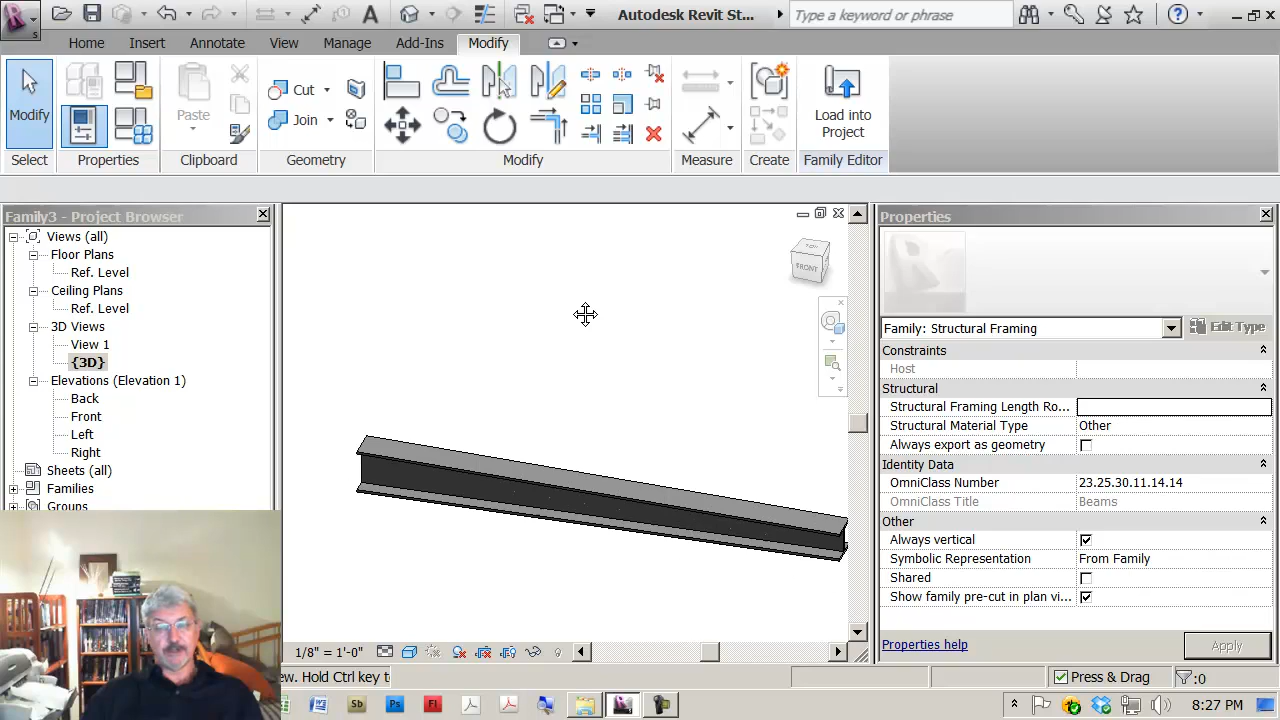 Autodesk Revit St...
Type a keyword or phrase
Home
Insert
Annotate
View
Manage
Add-Ins
Modify
Modify
Paste
Cut
Join
Load into
Project
Select
Properties
Clipboard
Geometry
Modify
Measure
Create
Family Editor
Family3 - Project Browser
Views (all)
Floor Plans
Ref. Level
Ceiling Plans
Ref. Level
3D Views
View 1
{3D}
Elevations (Elevation 1)
Back
Front
Left
Right
Sheets (all)
Families
Groups
TOP
FRONT
1/8" = 1'-0"
Properties
Family: Structural Framing
Edit Type
Constraints
Host
Structural
Structural Framing Length Ro...
Structural Material Type Other
Always export as geometry
Identity Data
OmniClass Number 23.25.30.11.14.14
OmniClass Title Beams
Other
Always vertical
Symbolic Representation From Family
Shared
Show family pre-cut in plan vi...
Properties help
Apply
ew. Hold Ctrl key t
Press & Drag
:0
Sb
Ps
Fl
8:27 PM